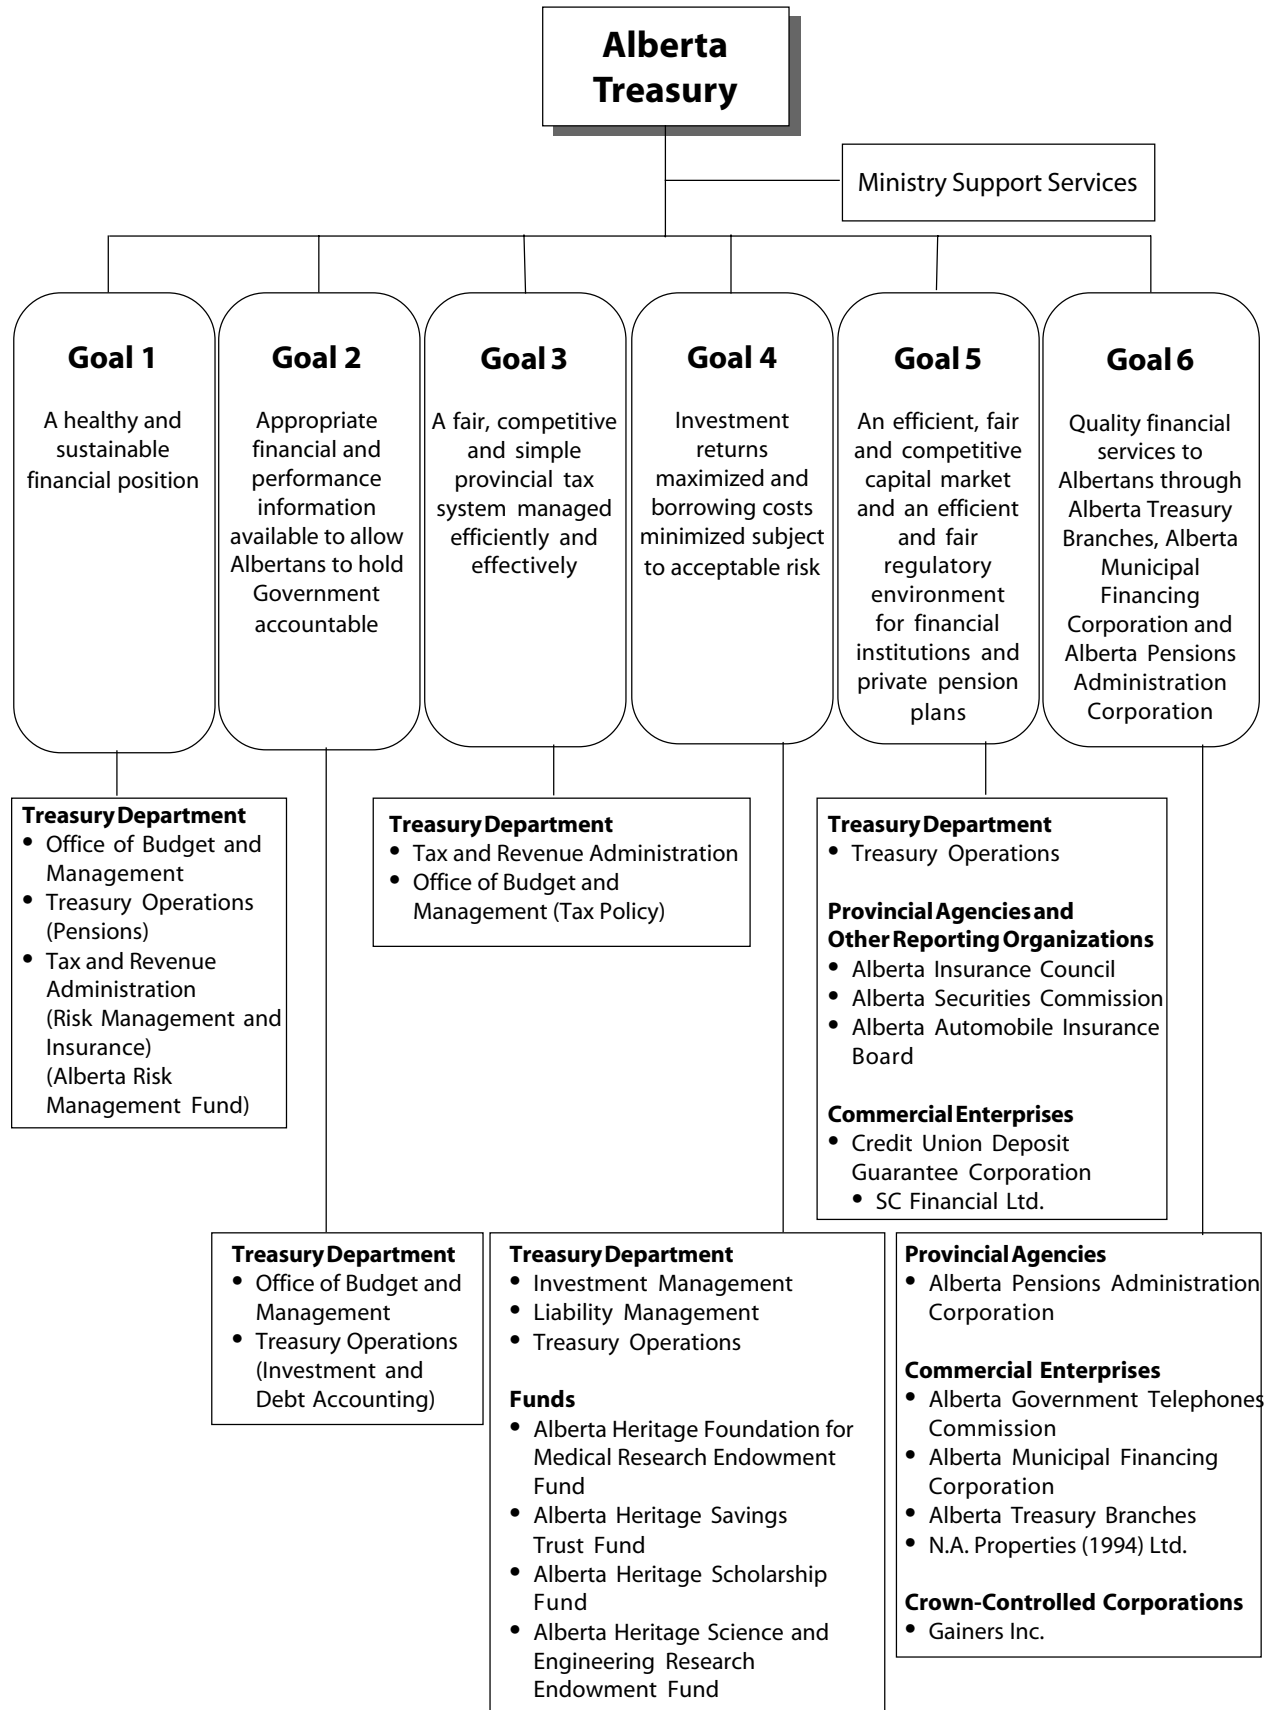 Alberta
Treasury
Ministry Support Services
Goal 1
A healthy and
sustainable
financial position
Goal 2
Appropriate
financial and
performance
information
available to allow
Albertans to hold
Government
accountable
Goal 3
A fair, competitive
and simple
provincial tax
system managed
efficiently and
effectively
Goal 4
Investment
returns
maximized and
borrowing costs
minimized subject
to acceptable risk
Goal 5
An efficient, fair
and competitive
capital market
and an efficient
and fair
regulatory
environment
for financial
institutions and
private pension
plans
Goal 6
Quality financial
services to
Albertans through
Alberta Treasury
Branches, Alberta
Municipal
Financing
Corporation and
Alberta Pensions
Administration
Corporation
Treasury Department
• Office of Budget and
Management
• Treasury Operations
(Pensions)
• Tax and Revenue
Administration
(Risk Management and
Insurance)
(Alberta Risk
Management Fund)
Treasury Department
• Tax and Revenue Administration
• Office of Budget and
Management (Tax Policy)
Treasury Department
• Treasury Operations
Provincial Agencies and
Other Reporting Organizations
• Alberta Insurance Council
• Alberta Securities Commission
• Alberta Automobile Insurance
Board
Commercial Enterprises
• Credit Union Deposit
Guarantee Corporation
• SC Financial Ltd.
Treasury Department
• Office of Budget and
Management
• Treasury Operations
(Investment and
Debt Accounting)
Treasury Department
• Investment Management
• Liability Management
• Treasury Operations
Funds
• Alberta Heritage Foundation for
Medical Research Endowment
Fund
• Alberta Heritage Savings
Trust Fund
• Alberta Heritage Scholarship
Fund
• Alberta Heritage Science and
Engineering Research
Endowment Fund
Provincial Agencies
• Alberta Pensions Administration
Corporation
Commercial Enterprises
• Alberta Government Telephones
Commission
• Alberta Municipal Financing
Corporation
• Alberta Treasury Branches
• N.A. Properties (1994) Ltd.
Crown-Controlled Corporations
• Gainers Inc.